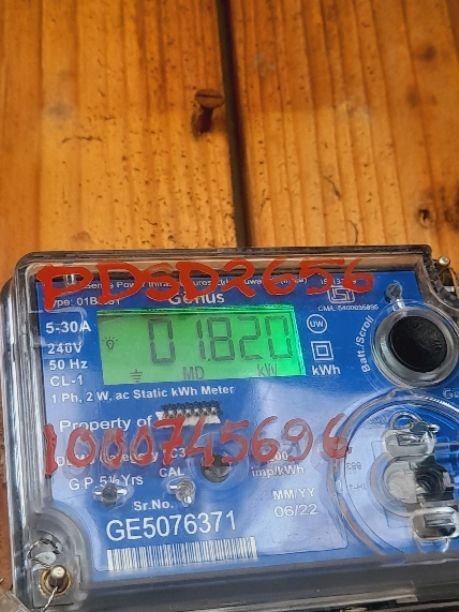 PDSD2656
Genus
5-30A
240V
50 Hz
CL-1
01.820
MD KW
UW
kWh
Batt./Scroll
1 Ph, 2 W, ac Static kWh Meter
Property of
1000745696
CAL
imp/kWh
G.P. 5½ Yrs
MM/YY
06/22
Sr.No.
GE5076371